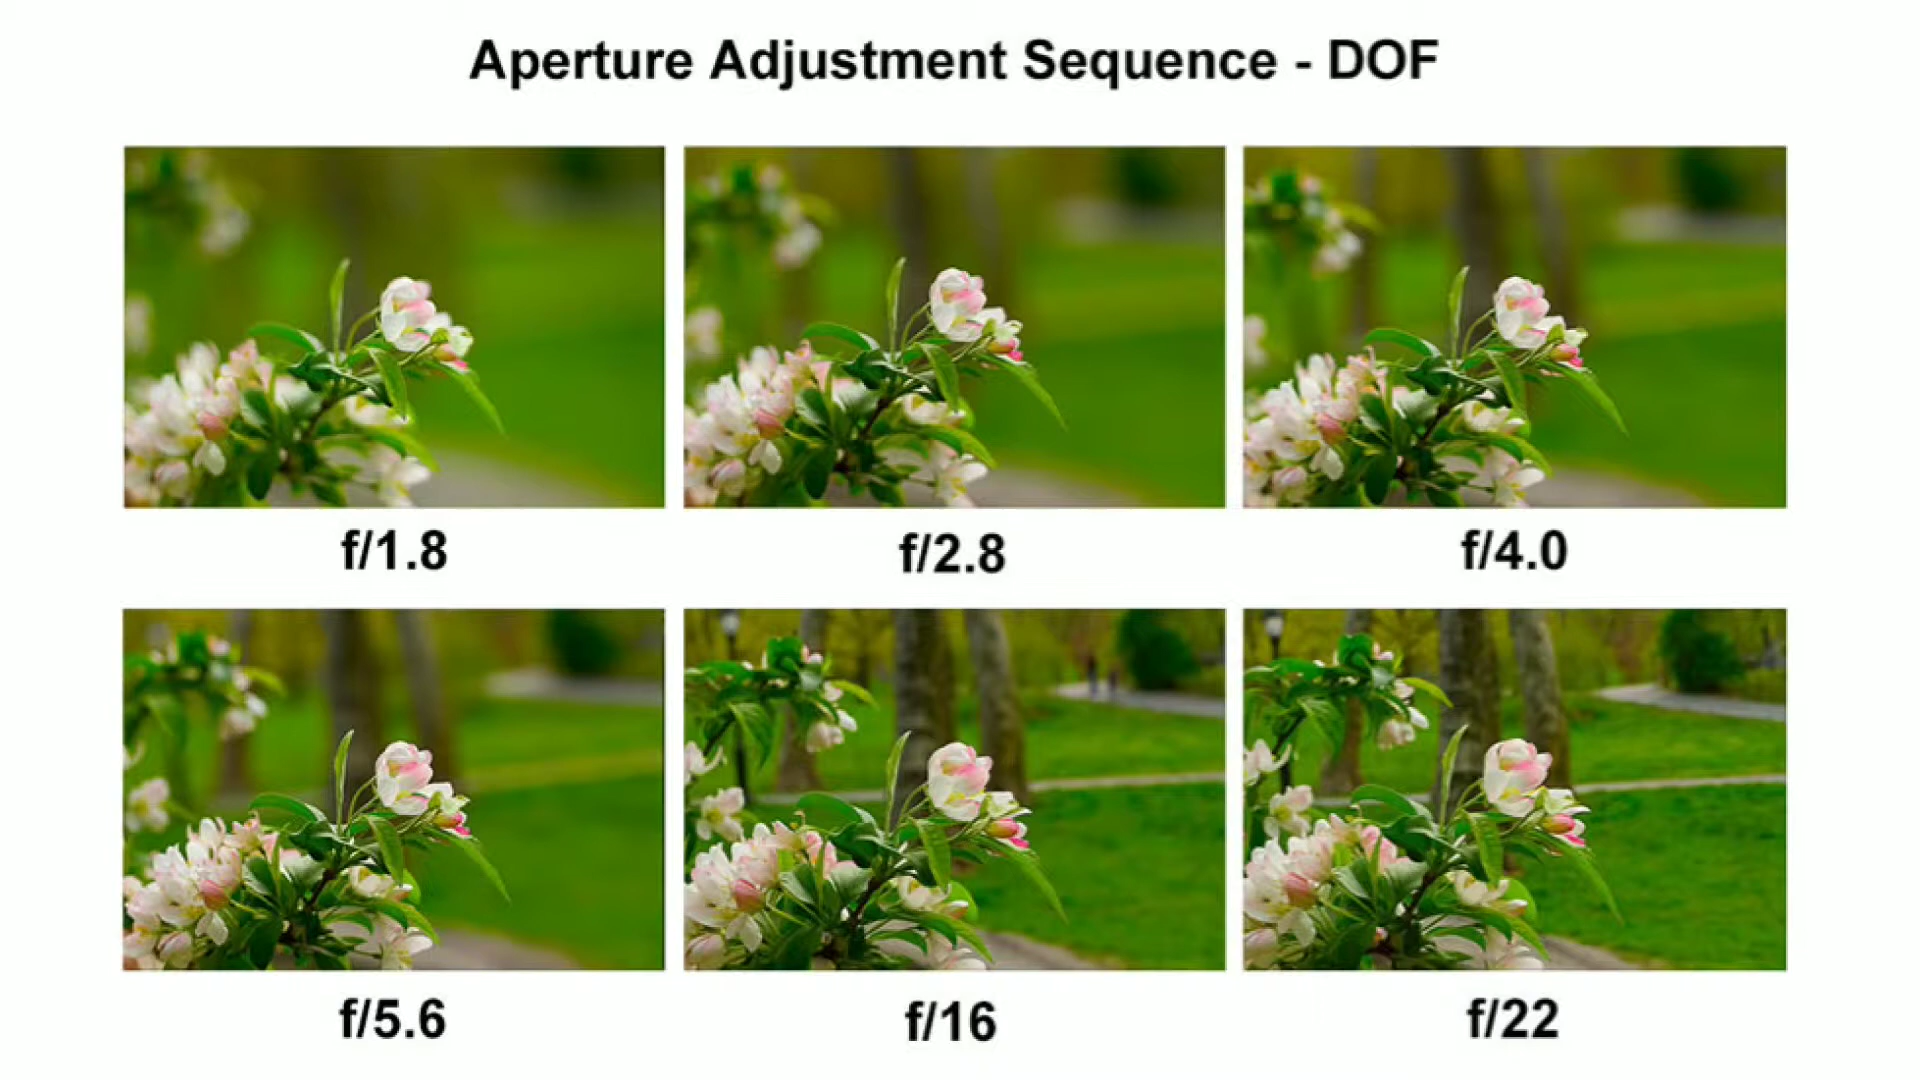 Aperture Adjustment Sequence - DOF
f/1.8
f/2.8
f/4.0
f/5.6
f/16
f/22